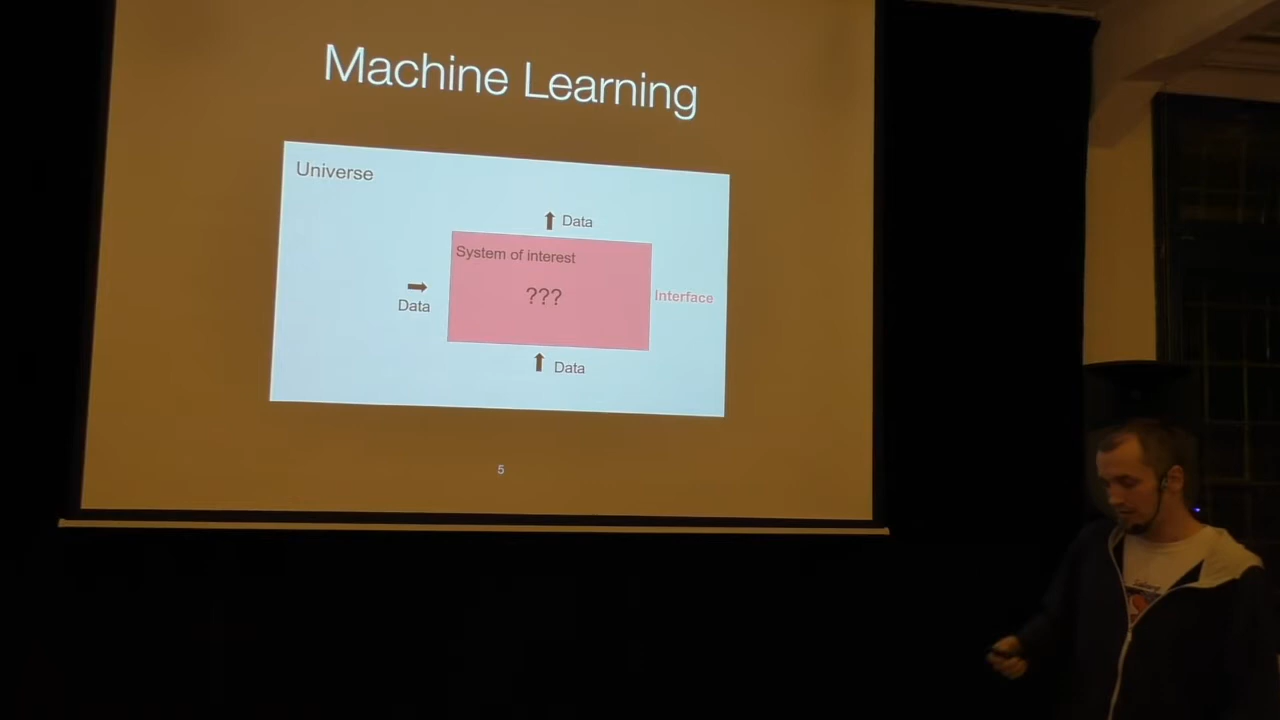 Machine Learning
Universe
Data
System of interest
???
Interface
Data
Data
5